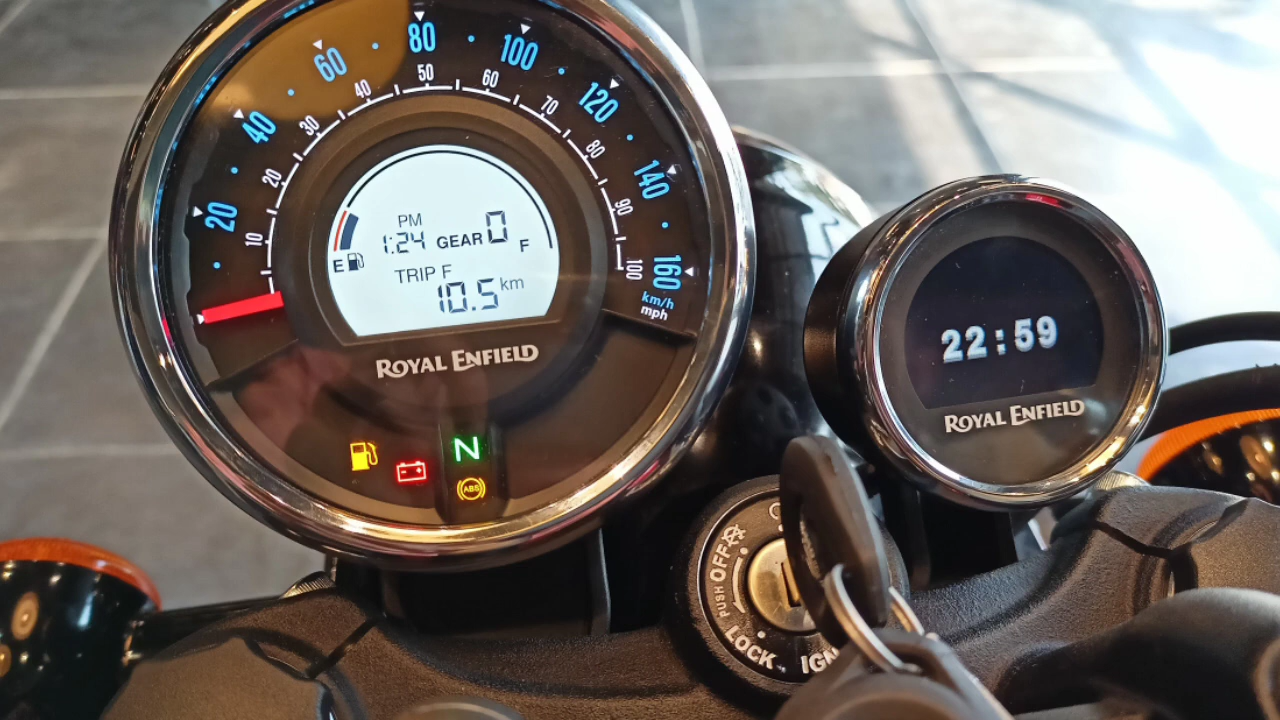 20
40
60
80
100
120
140
160
km/h
mph
10
20
30
40
50
60
70
80
90
100
PM
1:24 GEAR 0
E F
TRIP F
10.5 km
ROYAL ENFIELD
N
ABS
22:59
ROYAL ENFIELD
OFF
PUSH
LOCK
IGN